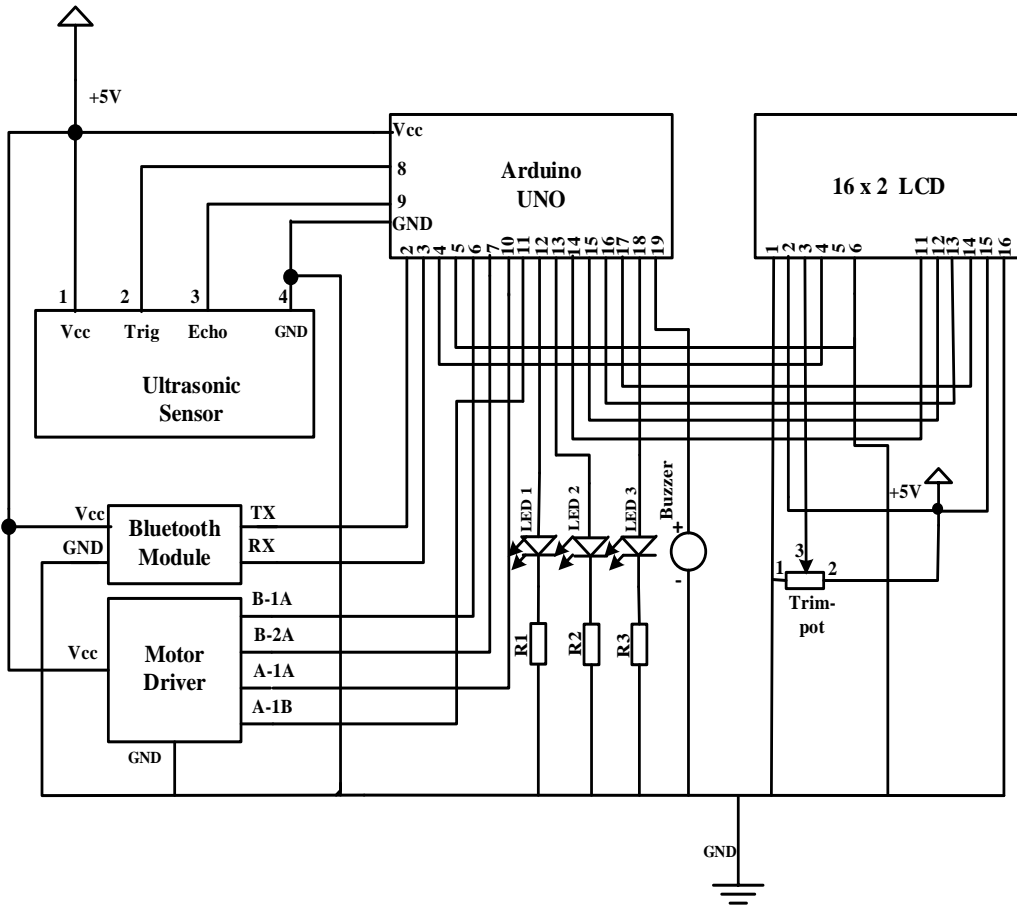 +5V
Vcc
8
9
GND
Arduino
UNO
2 3 4 5 6 7 10 11 12 13 14 15 16 17 18 19
16 x 2 LCD
1 2 3 4 5 6 11 12 13 14 15 16
1 2 3 4
Vcc Trig Echo GND
Ultrasonic
Sensor
Vcc
GND
Bluetooth
Module
TX
RX
Vcc
Motor
Driver
GND
B-1A
B-2A
A-1A
A-1B
LED 1
LED 2
LED 3
Buzzer
+
-
R1
R2
R3
+5V
1
3
2
Trim-
pot
GND